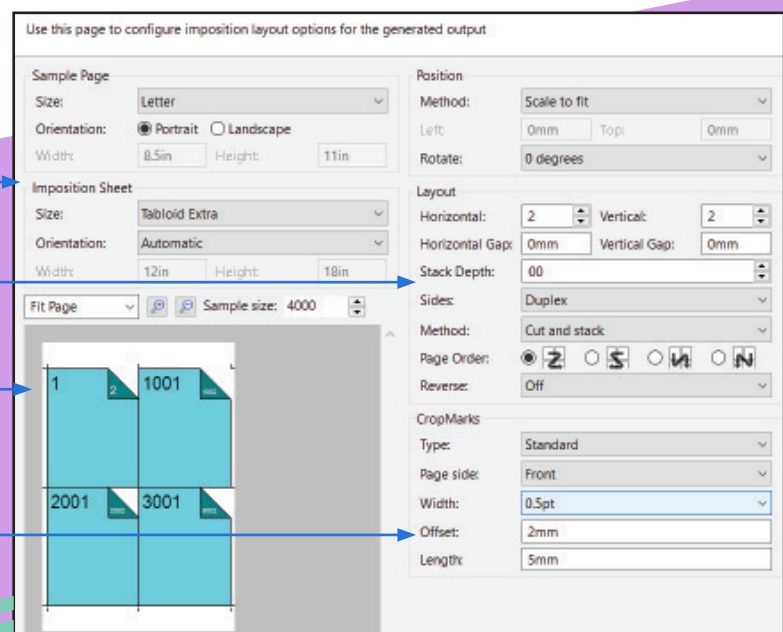 Use this page to configure imposition layout options for the generated output
Sample Page
Size: Letter
Orientation: Portrait Landscape
Width: 8.5in Height: 11in
Imposition Sheet
Size: Tabloid Extra
Orientation: Automatic
Width: 12in Height: 18in
Fit Page Sample size: 4000
1 2 1001
2001 3001
Position
Method: Scale to fit
Left: 0mm Top: 0mm
Rotate: 0 degrees
Layout
Horizontal: 2 Vertical: 2
Horizontal Gap: 0mm Vertical Gap: 0mm
Stack Depth: 00
Sides: Duplex
Method: Cut and stack
Page Order:
Reverse: Off
CropMarks
Type: Standard
Page side: Front
Width: 0.5pt
Offset: 2mm
Length: 5mm